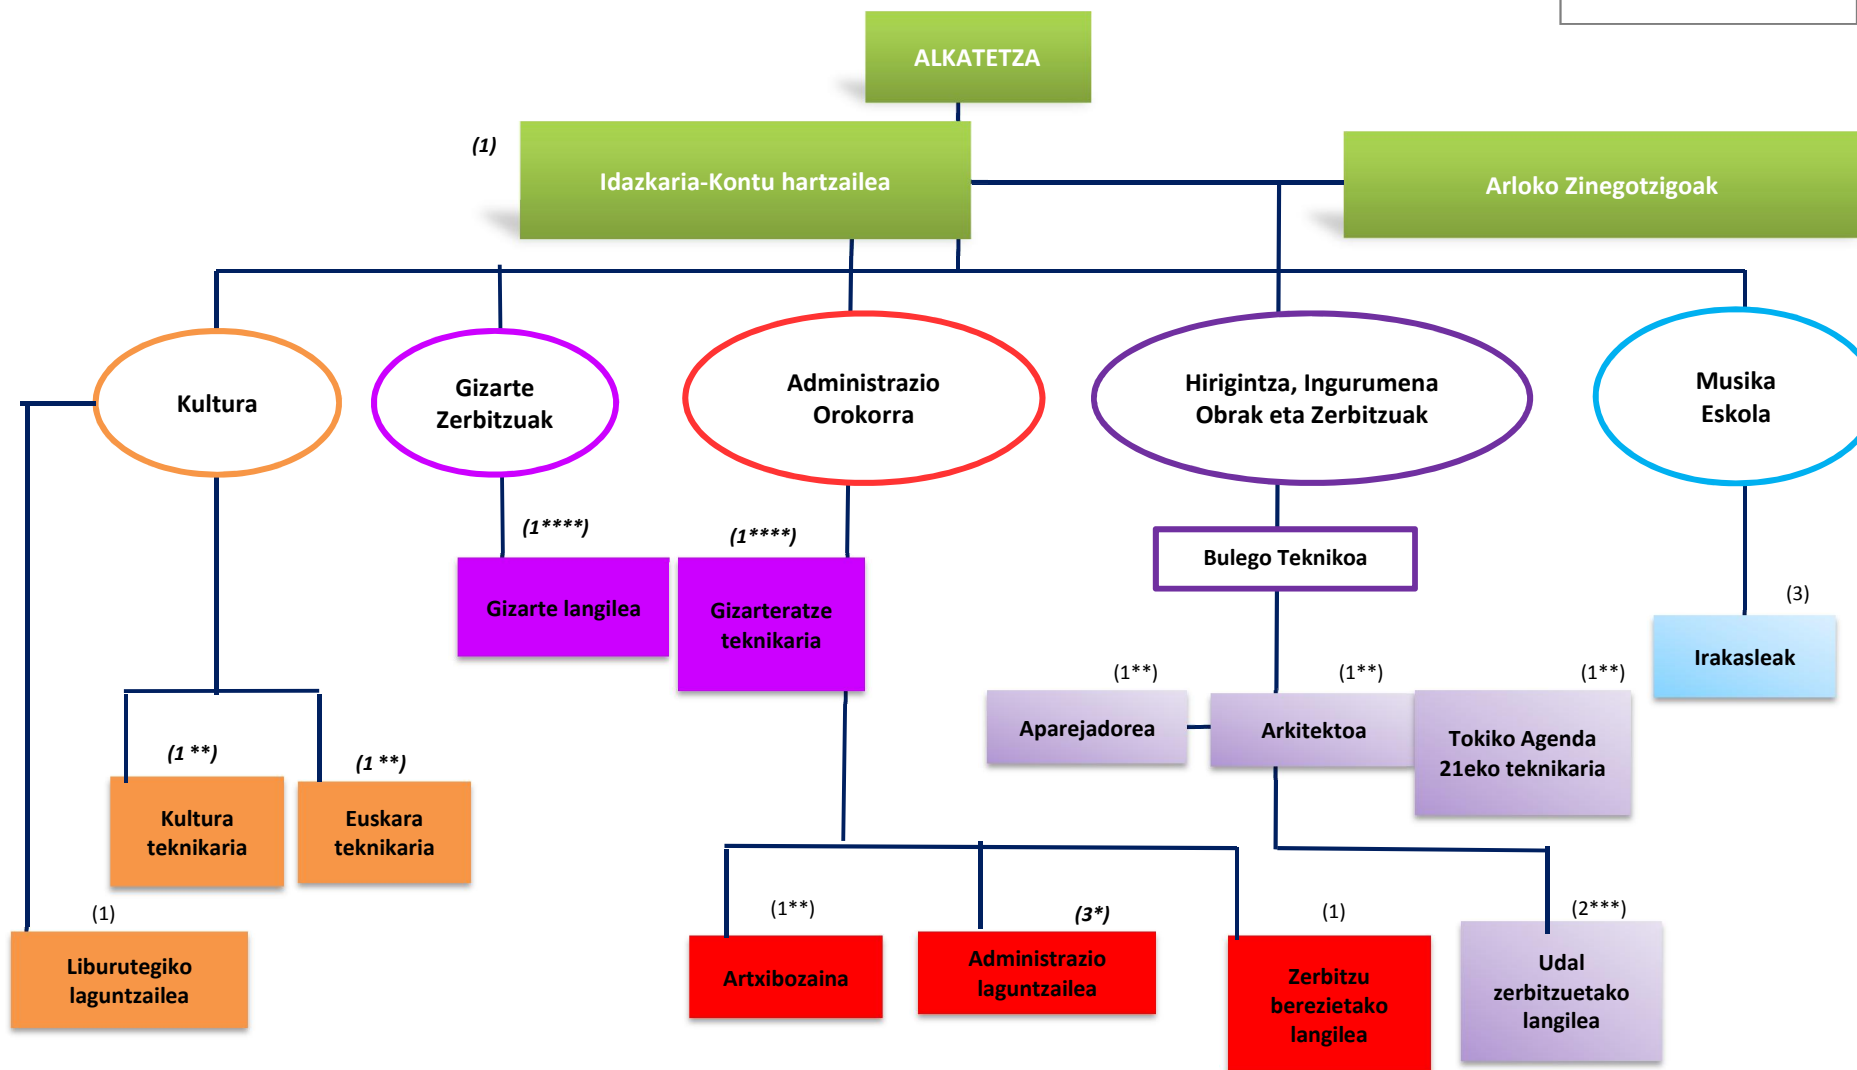 ALKATETZA
(1)
Idazkaria-Kontu hartzailea
Arloko Zinegotzigoak
Kultura
Gizarte
Zerbitzuak
Administrazio
Orokorra
Hirigintza, Ingurumena
Obrak eta Zerbitzuak
Musika
Eskola
(1****)
Gizarte langilea
(1****)
Gizarteratze
teknikaria
Bulego Teknikoa
(3)
Irakasleak
(1**)
Aparejadorea
(1**)
Arkitektoa
(1**)
Tokiko Agenda
21eko teknikaria
(1 **)
Kultura
teknikaria
(1 **)
Euskara
teknikaria
(1)
Liburutegiko
laguntzailea
(1**)
Artxibozaina
(3*)
Administrazio
laguntzailea
(1)
Zerbitzu
berezietako
langilea
(2***)
Udal
zerbitzuetako
langilea